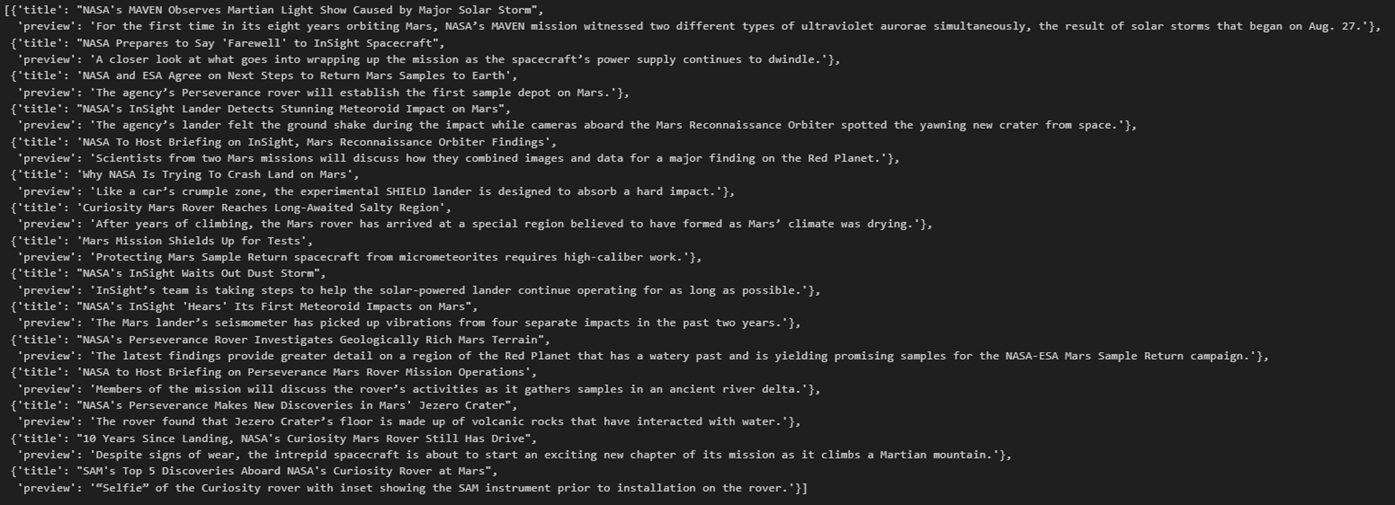 [{'title': "NASA's MAVEN Observes Martian Light Show Caused by Major Solar Storm",
'preview': 'For the first time in its eight years orbiting Mars, NASA’s MAVEN mission witnessed two different types of ultraviolet aurorae simultaneously, the result of solar storms that began on Aug. 27.'},
{'title': "NASA Prepares to Say 'Farewell' to InSight Spacecraft",
'preview': 'A closer look at what goes into wrapping up the mission as the spacecraft’s power supply continues to dwindle.'},
{'title': 'NASA and ESA Agree on Next Steps to Return Mars Samples to Earth',
'preview': 'The agency’s Perseverance rover will establish the first sample depot on Mars.'},
{'title': "NASA's InSight Lander Detects Stunning Meteoroid Impact on Mars",
'preview': 'The agency’s lander felt the ground shake during the impact while cameras aboard the Mars Reconnaissance Orbiter spotted the yawning new crater from space.'},
{'title': 'NASA To Host Briefing on InSight, Mars Reconnaissance Orbiter Findings',
'preview': 'Scientists from two Mars missions will discuss how they combined images and data for a major finding on the Red Planet.'},
{'title': 'Why NASA Is Trying To Crash Land on Mars',
'preview': 'Like a car’s crumple zone, the experimental SHIELD lander is designed to absorb a hard impact.'},
{'title': 'Curiosity Mars Rover Reaches Long-Awaited Salty Region',
'preview': 'After years of climbing, the Mars rover has arrived at a special region believed to have formed as Mars’ climate was drying.'},
{'title': 'Mars Mission Shields Up for Tests',
'preview': 'Protecting Mars Sample Return spacecraft from micrometeorites requires high-caliber work.'},
{'title': "NASA's InSight Waits Out Dust Storm",
'preview': 'InSight’s team is taking steps to help the solar-powered lander continue operating for as long as possible.'},
{'title': "NASA's InSight 'Hears' Its First Meteoroid Impacts on Mars",
'preview': 'The Mars lander’s seismometer has picked up vibrations from four separate impacts in the past two years.'},
{'title': "NASA's Perseverance Rover Investigates Geologically Rich Mars Terrain",
'preview': 'The latest findings provide greater detail on a region of the Red Planet that has a watery past and is yielding promising samples for the NASA-ESA Mars Sample Return campaign.'},
{'title': 'NASA to Host Briefing on Perseverance Mars Rover Mission Operations',
'preview': 'Members of the mission will discuss the rover’s activities as it gathers samples in an ancient river delta.'},
{'title': "NASA's Perseverance Makes New Discoveries in Mars' Jezero Crater",
'preview': 'The rover found that Jezero Crater’s floor is made up of volcanic rocks that have interacted with water.'},
{'title': "10 Years Since Landing, NASA's Curiosity Mars Rover Still Has Drive",
'preview': 'Despite signs of wear, the intrepid spacecraft is about to start an exciting new chapter of its mission as it climbs a Martian mountain.'},
{'title': "SAM's Top 5 Discoveries Aboard NASA's Curiosity Rover at Mars",
'preview': '“Selfie” of the Curiosity rover with inset showing the SAM instrument prior to installation on the rover.'}]